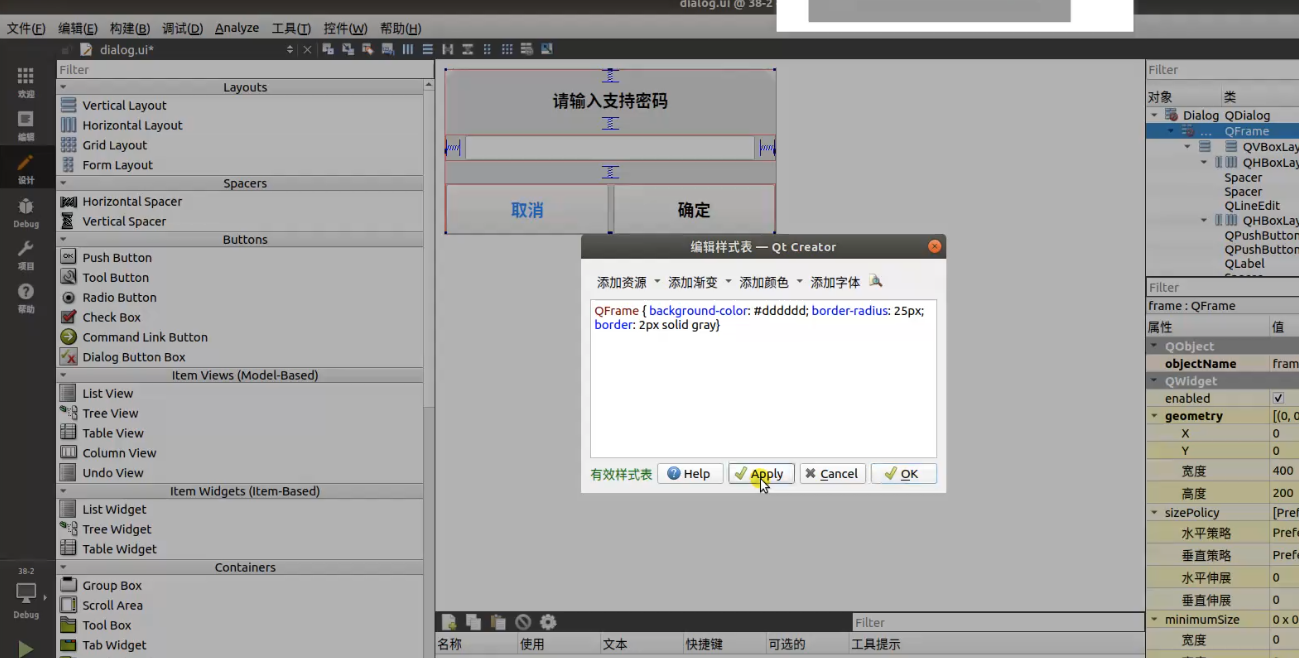 dialog.ui @ 38-2
文件(F) 编辑(E) 构建(B) 调试(D) Analyze 工具(T) 控件(W) 帮助(H)
dialog.ui*
欢迎
编辑
设计
Debug
项目
帮助
38-2
Debug
Filter
Layouts
Vertical Layout
Horizontal Layout
Grid Layout
Form Layout
Spacers
Horizontal Spacer
Vertical Spacer
Buttons
Push Button
Tool Button
Radio Button
Check Box
Command Link Button
Dialog Button Box
Item Views (Model-Based)
List View
Tree View
Table View
Column View
Undo View
Item Widgets (Item-Based)
List Widget
Tree Widget
Table Widget
Containers
Group Box
Scroll Area
Tool Box
Tab Widget
请输入支持密码
取消 确定
编辑样式表 — Qt Creator
添加资源 添加渐变 添加颜色 添加字体
QFrame { background-color: #dddddd; border-radius: 25px;
border: 2px solid gray}
有效样式表 Help Apply Cancel OK
Filter
名称 使用 文本 快捷键 可选的 工具提示
Filter
对象 类
Dialog QDialog
... QFrame
QVBoxLay
QHBoxLay
Spacer
Spacer
QLineEdit
QHBoxLay
QPushButton
QPushButton
QLabel
Filter
frame : QFrame
属性 值
QObject
objectName fram
QWidget
enabled
geometry [(0, 0
X 0
Y 0
宽度 400
高度 200
sizePolicy [Pref
水平策略 Prefe
垂直策略 Prefe
水平伸展 0
垂直伸展 0
minimumSize 0 x 0
宽度 0